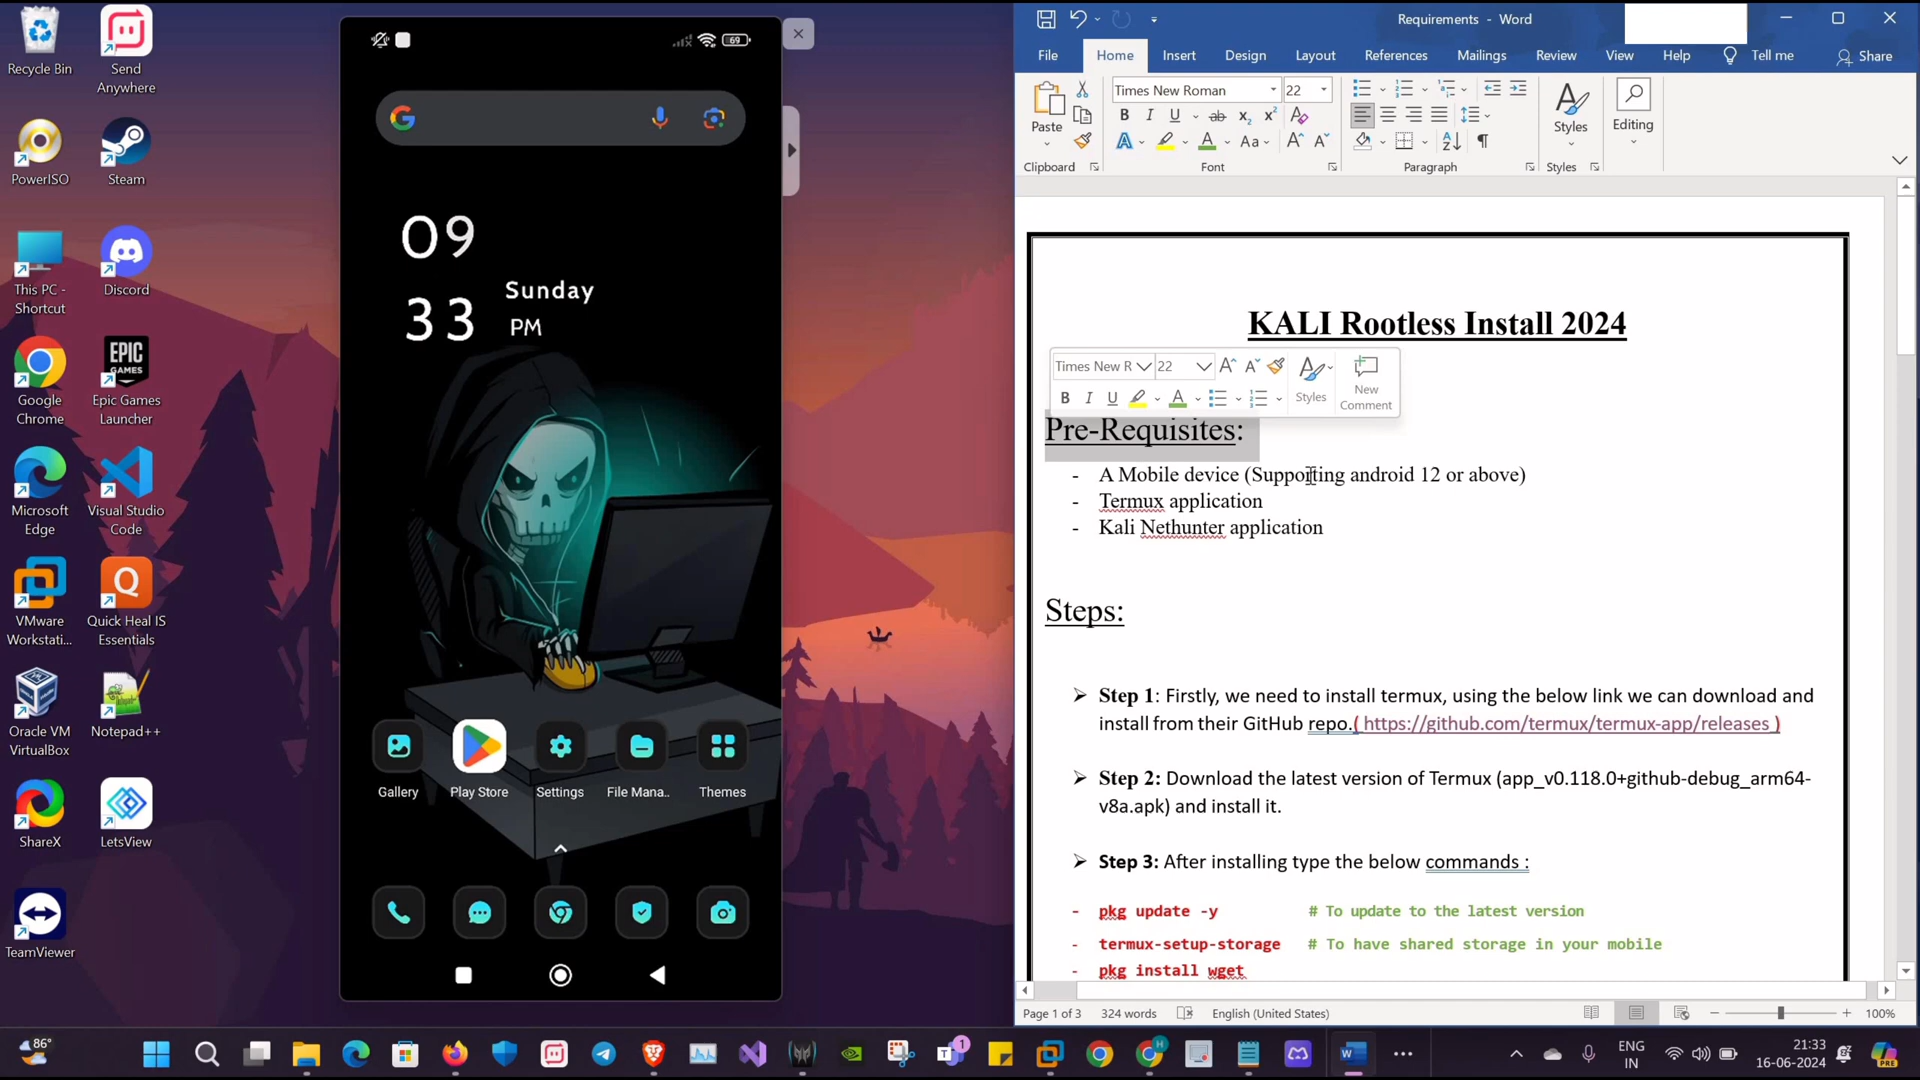 Recycle Bin
Send Anywhere
PowerISO
Steam
This PC - Shortcut
Discord
Google Chrome
Epic Games Launcher
EPIC GAMES
Microsoft Edge
Visual Studio Code
VMware Workstati...
Quick Heal IS Essentials
Oracle VM VirtualBox
Notepad++
ShareX
LetsView
TeamViewer
69
09
33
Sunday
PM
Gallery
Play Store
Settings
File Mana..
Themes
Requirements - Word
File
Home
Insert
Design
Layout
References
Mailings
Review
View
Help
Tell me
Share
Paste
Times New Roman
22
Styles
Editing
Clipboard
Font
Paragraph
Styles
KALI Rootless Install 2024
Times New R
22
Styles
New Comment
Pre-Requisites:
- A Mobile device (Supporting android 12 or above)
- Termux application
- Kali Nethunter application
Steps:
Step 1: Firstly, we need to install termux, using the below link we can download and
install from their GitHub repo.( https://github.com/termux/termux-app/releases )
Step 2: Download the latest version of Termux (app_v0.118.0+github-debug_arm64-
v8a.apk) and install it.
Step 3: After installing type the below commands :
- pkg update -y # To update to the latest version
- termux-setup-storage # To have shared storage in your mobile
- pkg install wget
Page 1 of 3
324 words
English (United States)
100%
86°
1
ENG
IN
21:33
16-06-2024